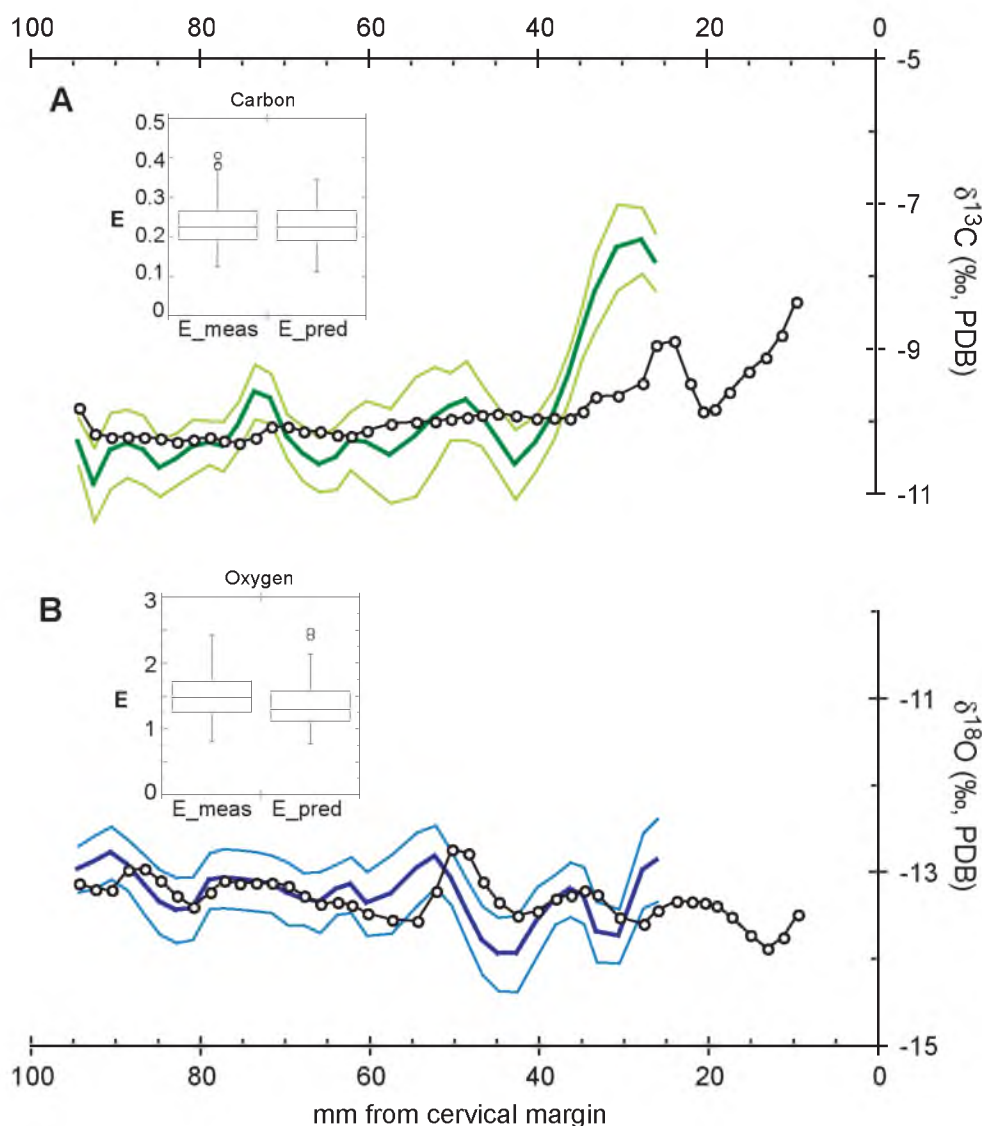 100 80 60 40 20 0
-5
A
Carbon
0.5
0.4
0.3
E
0.2
0.1
0
E_meas E_pred
-7
-9
-11
δ13C (‰, PDB)
B
Oxygen
3
2
E
1
0
E_meas E_pred
-11
-13
-15
δ18O (‰, PDB)
100 80 60 40 20 0
mm from cervical margin